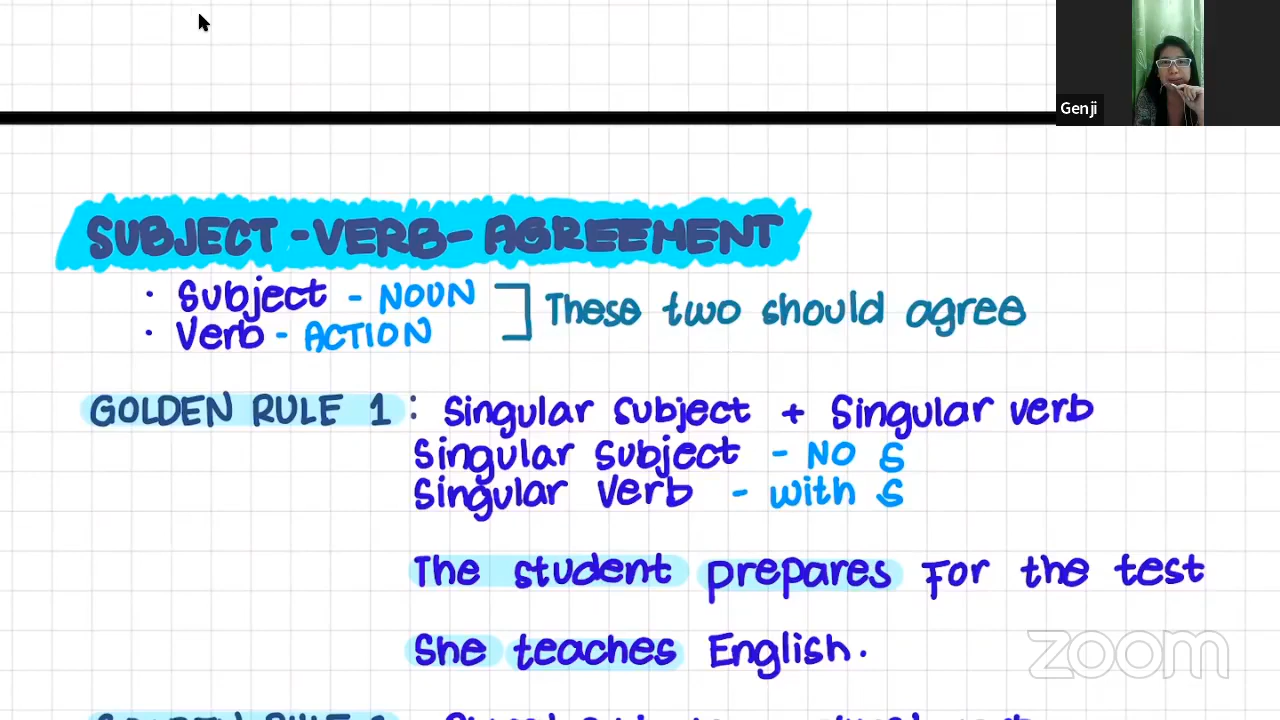 Genji
SUBJECT-VERB-AGREEMENT
· Subject - NOUN
· Verb - ACTION
These two should agree
GOLDEN RULE 1: Singular subject + Singular verb
Singular Subject - NO S
Singular Verb - with S
The student prepares For the test
She teaches English.
zoom